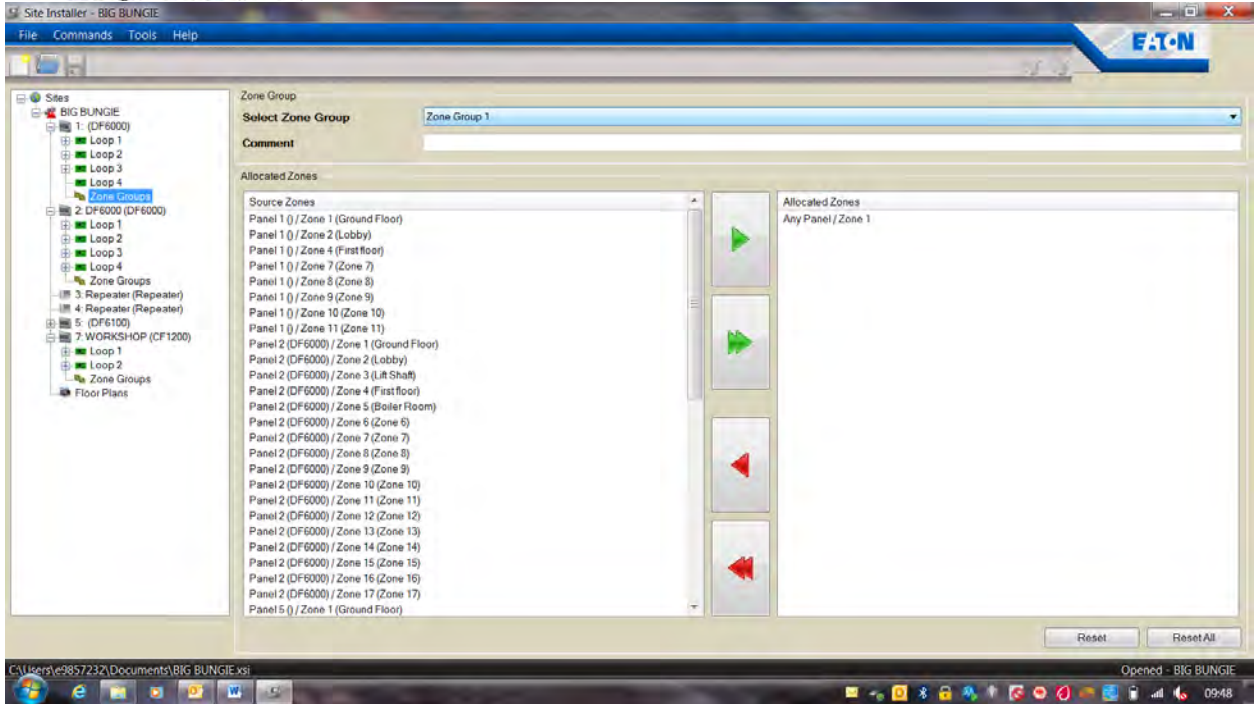 Site Installer - BIG BUNGIE
File Commands Tools Help
EATON
Sites
BIG BUNGIE
1: (DF6000)
Loop 1
Loop 2
Loop 3
Loop 4
Zone Groups
2: DF6000 (DF6000)
Loop 1
Loop 2
Loop 3
Loop 4
Zone Groups
3: Repeater (Repeater)
4: Repeater (Repeater)
5: (DF6100)
7: WORKSHOP (CF1200)
Loop 1
Loop 2
Zone Groups
Floor Plans
Zone Group
Select Zone Group Zone Group 1
Comment
Allocated Zones
Source Zones
Panel 1 () / Zone 1 (Ground Floor)
Panel 1 () / Zone 2 (Lobby)
Panel 1 () / Zone 4 (First floor)
Panel 1 () / Zone 7 (Zone 7)
Panel 1 () / Zone 8 (Zone 8)
Panel 1 () / Zone 9 (Zone 9)
Panel 1 () / Zone 10 (Zone 10)
Panel 1 () / Zone 11 (Zone 11)
Panel 2 (DF6000) / Zone 1 (Ground Floor)
Panel 2 (DF6000) / Zone 2 (Lobby)
Panel 2 (DF6000) / Zone 3 (Lift Shaft)
Panel 2 (DF6000) / Zone 4 (First floor)
Panel 2 (DF6000) / Zone 5 (Boiler Room)
Panel 2 (DF6000) / Zone 6 (Zone 6)
Panel 2 (DF6000) / Zone 7 (Zone 7)
Panel 2 (DF6000) / Zone 8 (Zone 8)
Panel 2 (DF6000) / Zone 9 (Zone 9)
Panel 2 (DF6000) / Zone 10 (Zone 10)
Panel 2 (DF6000) / Zone 11 (Zone 11)
Panel 2 (DF6000) / Zone 12 (Zone 12)
Panel 2 (DF6000) / Zone 13 (Zone 13)
Panel 2 (DF6000) / Zone 14 (Zone 14)
Panel 2 (DF6000) / Zone 15 (Zone 15)
Panel 2 (DF6000) / Zone 16 (Zone 16)
Panel 2 (DF6000) / Zone 17 (Zone 17)
Panel 5 () / Zone 1 (Ground Floor)
Allocated Zones
Any Panel / Zone 1
Reset Reset All
C:\Users\e9857232\Documents\BIG BUNGIE.xsi Opened - BIG BUNGIE
09:48